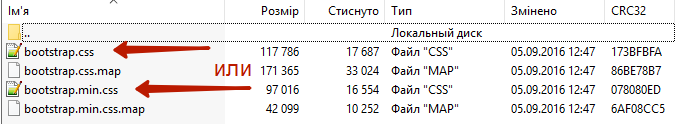 Ім'я Розмір Стиснуто Тип Змінено CRC32
.. Локальный диск
bootstrap.css 117 786 17 687 Файл "CSS" 05.09.2016 12:47 173BFBFA
bootstrap.css.map 171 365 33 024 Файл "MAP" 05.09.2016 12:47 86BE78B7
или
bootstrap.min.css 97 016 16 554 Файл "CSS" 05.09.2016 12:47 078080ED
bootstrap.min.css.map 42 099 10 252 Файл "MAP" 05.09.2016 12:47 6AF08CC5